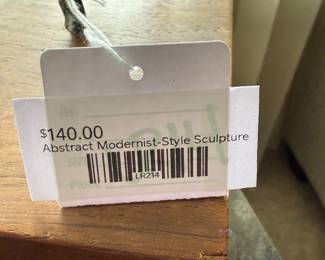 $140.00
Abstract Modernist-Style Sculpture
LR214